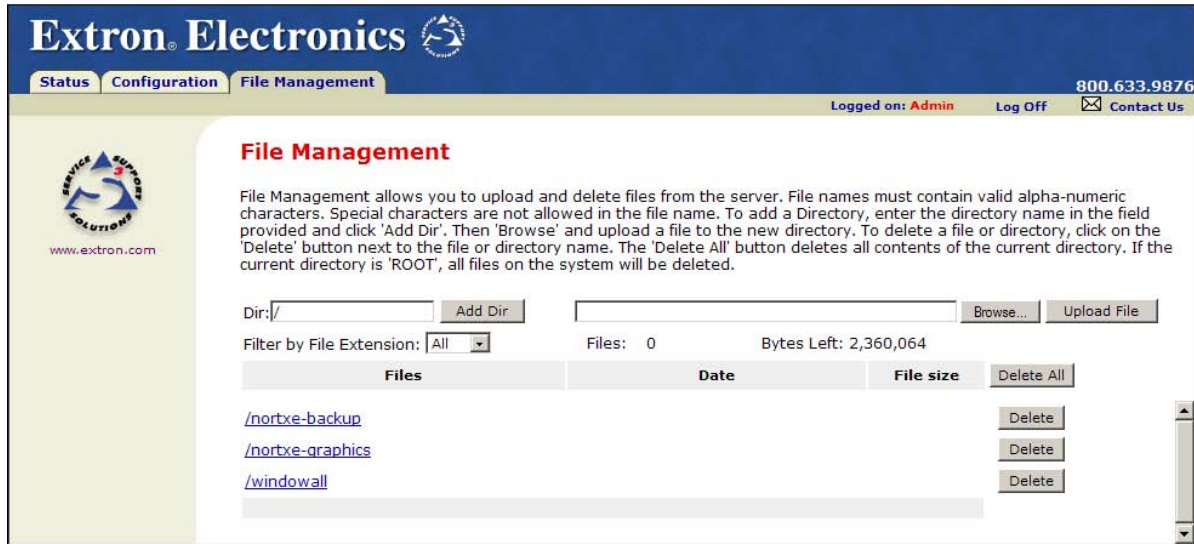 Extron® Electronics
SERVICE SUPPORT SOLUTIONS
Status Configuration File Management
800.633.9876
Logged on: Admin Log Off Contact Us
SERVICE SUPPORT SOLUTIONS
3
www.extron.com
File Management
File Management allows you to upload and delete files from the server. File names must contain valid alpha-numeric
characters. Special characters are not allowed in the file name. To add a Directory, enter the directory name in the field
provided and click 'Add Dir'. Then 'Browse' and upload a file to the new directory. To delete a file or directory, click on the
'Delete' button next to the file or directory name. The 'Delete All' button deletes all contents of the current directory. If the
current directory is 'ROOT', all files on the system will be deleted.
Dir: / Add Dir Browse... Upload File
Filter by File Extension: All Files: 0 Bytes Left: 2,360,064
Files Date File size Delete All
/nortxe-backup Delete
/nortxe-graphics Delete
/windowall Delete